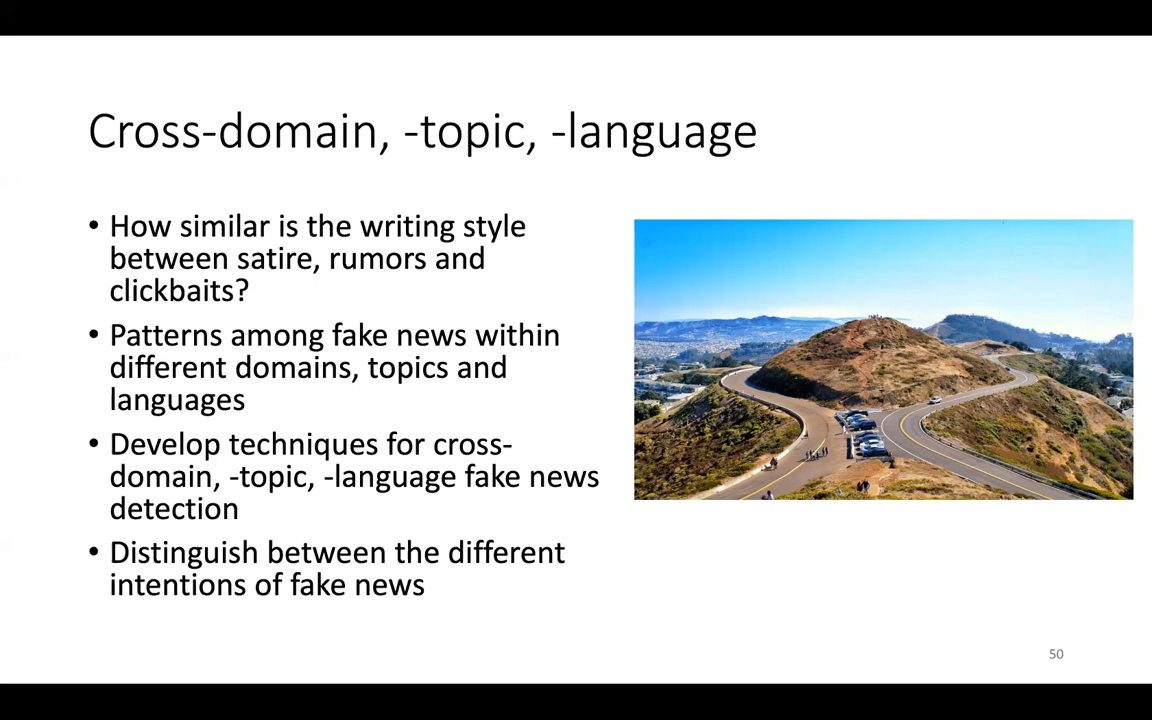 Cross-domain, -topic, -language
• How similar is the writing style
between satire, rumors and
clickbaits?
• Patterns among fake news within
different domains, topics and
languages
• Develop techniques for cross-
domain, -topic, -language fake news
detection
• Distinguish between the different
intentions of fake news
50